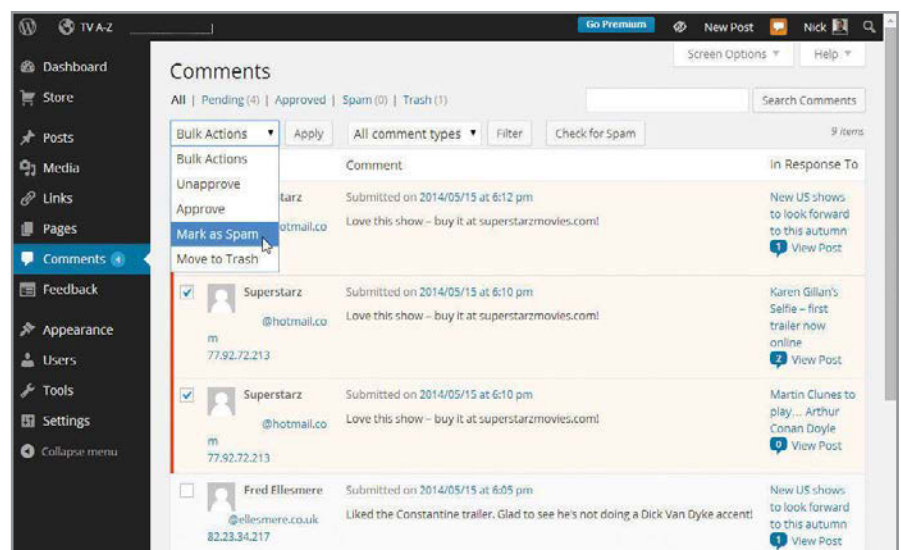 TV A-Z
Go Premium
New Post
Nick
Dashboard
Store
Posts
Media
Links
Pages
Comments 4
Feedback
Appearance
Users
Tools
Settings
Collapse menu
Screen Options
Help
Comments
All | Pending (4) | Approved | Spam (0) | Trash (1)
Search Comments
Bulk Actions
Apply
All comment types
Filter
Check for Spam
9 items
Bulk Actions
Unapprove
Approve
Mark as Spam
Move to Trash
Comment
In Response To
tarz
otmail.co
Submitted on 2014/05/15 at 6:12 pm
Love this show – buy it at superstarzmovies.com!
New US shows
to look forward
to this autumn
1 View Post
Superstarz
@hotmail.co
m
77.92.72.213
Submitted on 2014/05/15 at 6:10 pm
Love this show – buy it at superstarzmovies.com!
Karen Gillan's
Selfie – first
trailer now
online
2 View Post
Superstarz
@hotmail.co
m
77.92.72.213
Submitted on 2014/05/15 at 6:10 pm
Love this show – buy it at superstarzmovies.com!
Martin Clunes to
play... Arthur
Conan Doyle
0 View Post
Fred Ellesmere
@ellesmere.co.uk
82.23.34.217
Submitted on 2014/05/15 at 6:05 pm
Liked the Constantine trailer. Glad to see he's not doing a Dick Van Dyke accent!
New US shows
to look forward
to this autumn
1 View Post